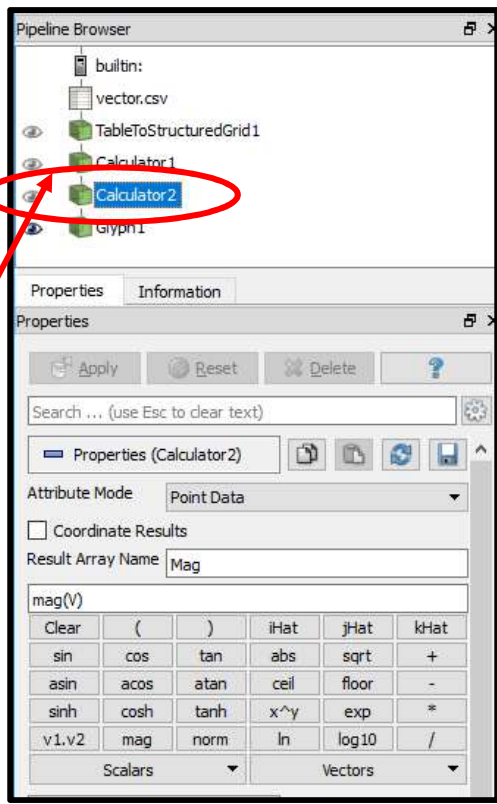 Pipeline Browser
builtin:
vector.csv
TableToStructuredGrid1
Calculator1
Calculator2
Glyph1
Properties Information
Properties
Apply Reset Delete ?
Search ... (use Esc to clear text)
Properties (Calculator2)
Attribute Mode Point Data
Coordinate Results
Result Array Name Mag
mag(V)
Clear ( ) iHat jHat kHat
sin cos tan abs sqrt +
asin acos atan ceil floor -
sinh cosh tanh x^y exp *
v1.v2 mag norm ln log10 /
Scalars Vectors